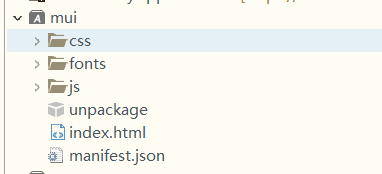 mui
css
fonts
js
unpackage
index.html
manifest.json